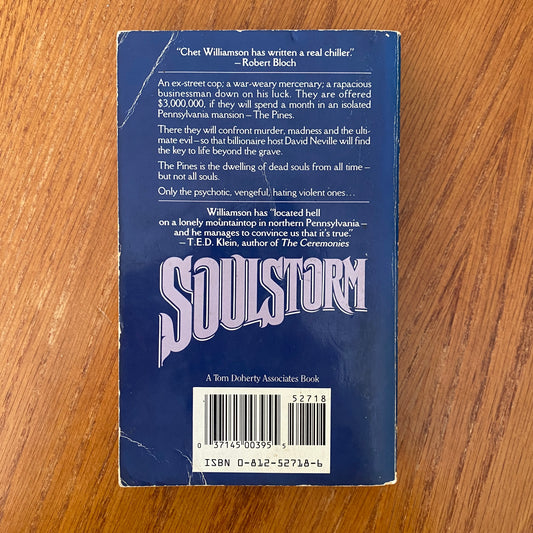 “Chet Williamson has written a real chiller.”
— Robert Bloch
An ex-street cop; a war-weary mercenary; a rapacious
businessman down on his luck. They are offered
$3,000,000, if they will spend a month in an isolated
Pennsylvania mansion – The Pines.
There they will confront murder, madness and the ulti-
mate evil – so that billionaire host David Neville will find
the key to life beyond the grave.
The Pines is the dwelling of dead souls from all time –
but not all souls.
Only the psychotic, vengeful, hating violent ones . . .
Williamson has “located hell
on a lonely mountaintop in northern Pennsylvania –
and he manages to convince us that it’s true.”
– T.E.D. Klein, author of The Ceremonies
SOULSTORM
A Tom Doherty Associates Book
52718
0 37145 00395 5
ISBN 0-812-52718-6